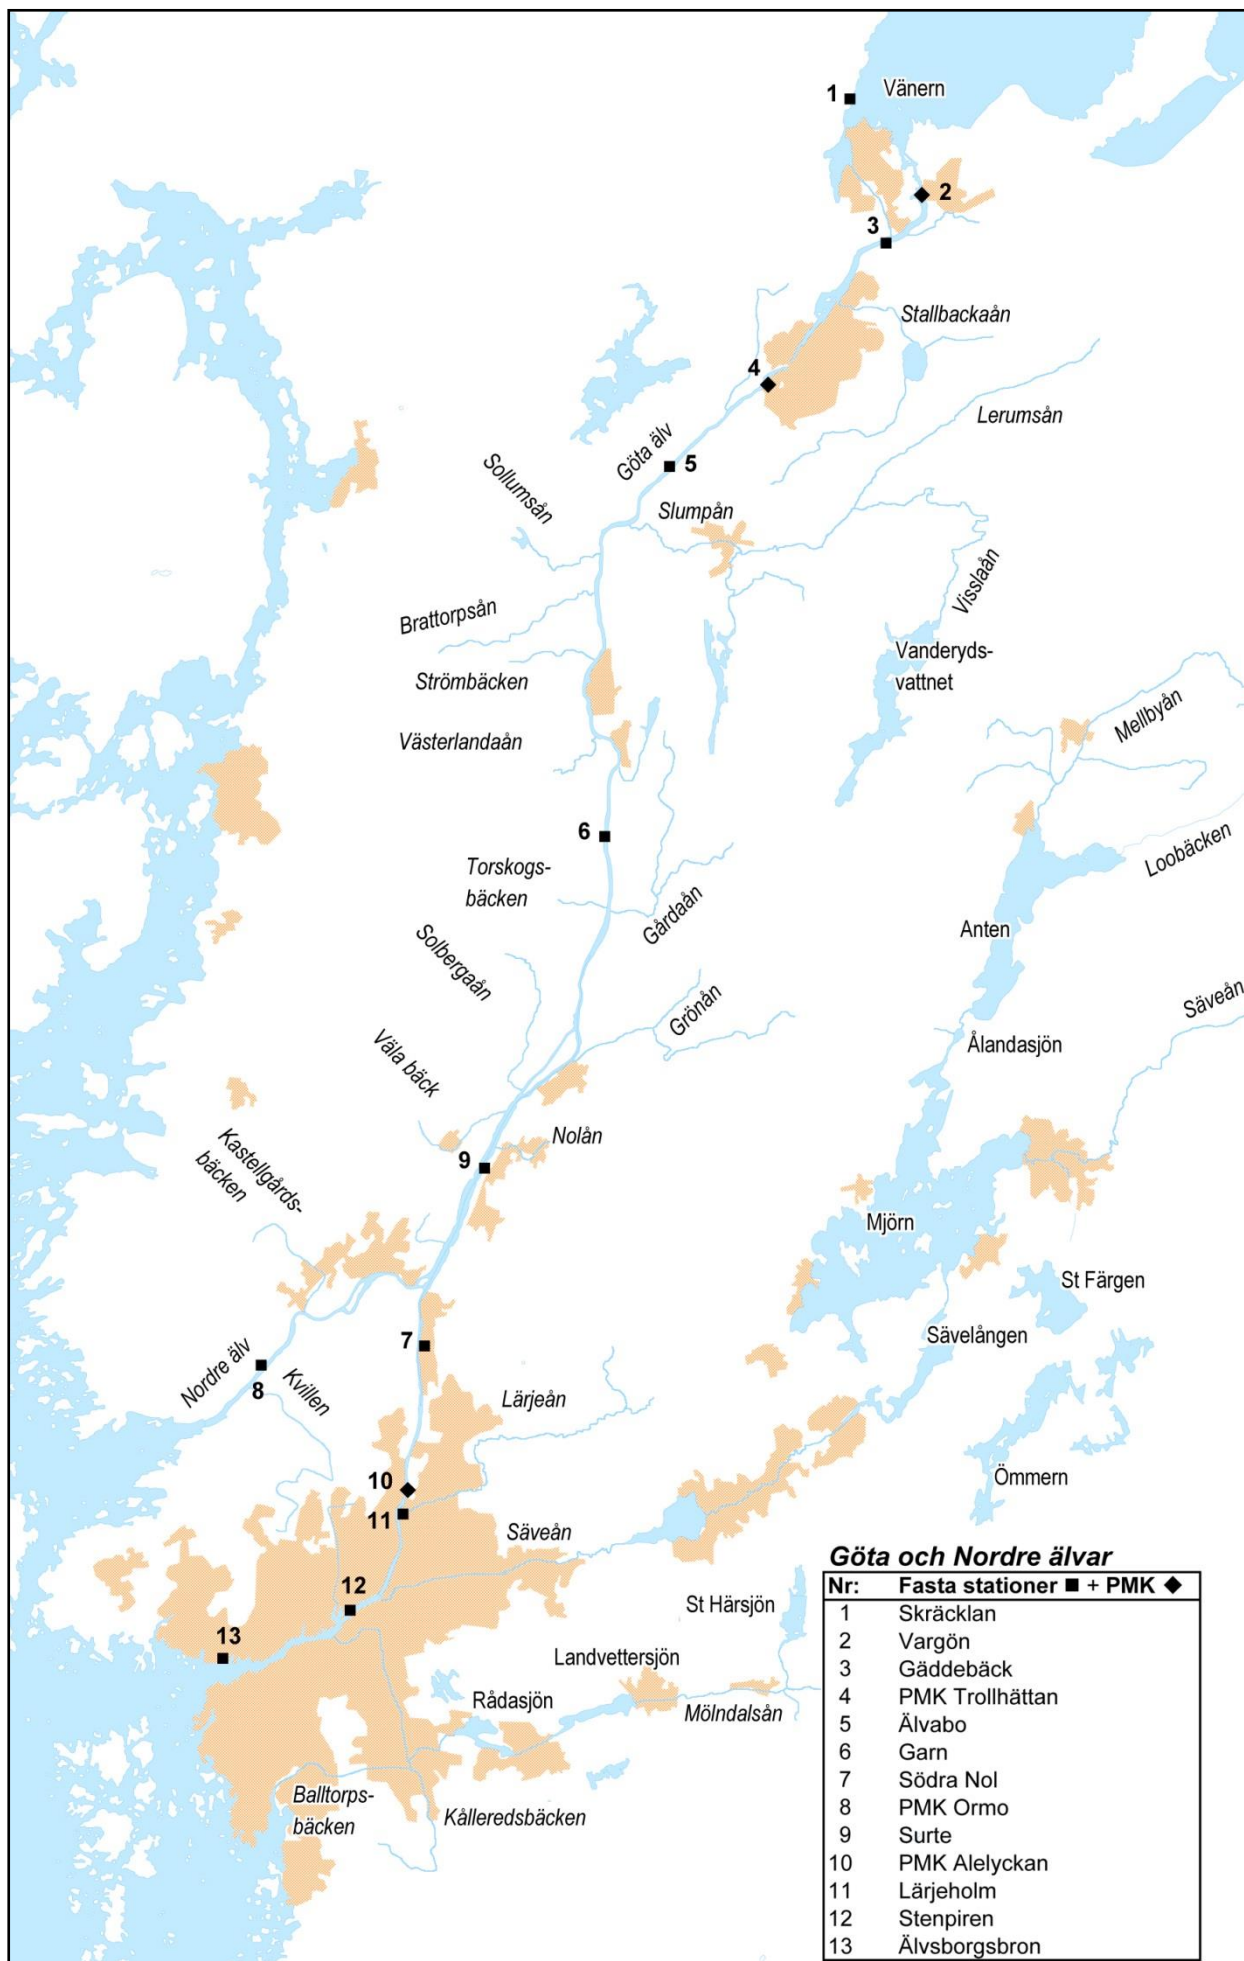 1
Vänern
2
3
Stallbackaån
4
Lerumsån
Göta älv
5
Sollumsån
Slumpån
Visslaån
Brattorpsån
Vanderyds-
vattnet
Strömbäcken
Mellbyån
Västerlandaån
6
Loobäcken
Torskogs-
bäcken
Gårdaån
Anten
Solbergaån
Säveån
Grönån
Ålandasjön
Väla bäck
Nolån
Kastellgårds-
bäcken
9
Mjörn
St Färgen
Sävelången
7
Nordre älv
8
Kvillen
Lärjeån
10
Ömmern
11
Säveån
Göta och Nordre älvar
Nr: Fasta stationer ■ + PMK ◆
1 Skräcklan
2 Vargön
3 Gäddebäck
4 PMK Trollhättan
5 Älvabo
6 Garn
7 Södra Nol
8 PMK Ormo
9 Surte
10 PMK Alelyckan
11 Lärjeholm
12 Stenpiren
13 Älvsborgsbron
12
St Härsjön
13
Landvettersjön
Rådasjön
Mölndalsån
Balltorps-
bäcken
Kålleredsbäcken